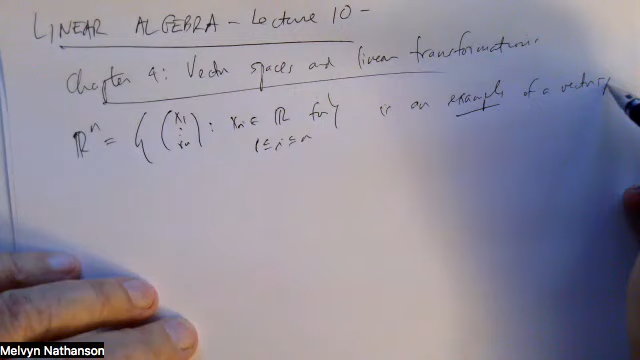 LINEAR ALGEBRA - Lecture 10 -
Chapter 4: Vector spaces and linear transformations.
ℝⁿ = { (x₁ ⋮ xₙ) : xᵢ ∈ ℝ for 1 ≤ i ≤ n } is an example of a vector
Melvyn Nathanson